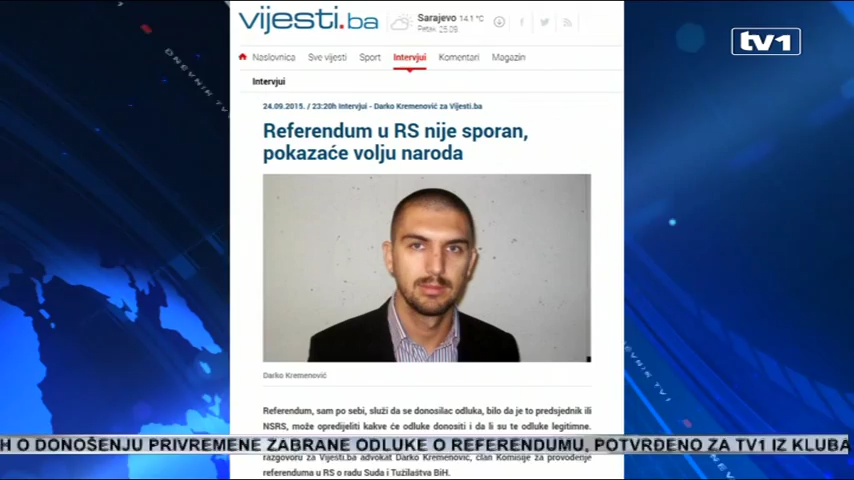 vijesti.ba
Sarajevo 14.1 °C
Petak, 25.09.
tv1
Naslovnica Sve vijesti Sport Intervjui Komentari Magazin
Intervjui
DNEVNIK TV1
24.09.2015. / 23:20h Intervjui - Darko Kremenović za Vijesti.ba
Referendum u RS nije sporan,
pokazaće volju naroda
Darko Kremenović
DNEVNIK TV1
Referendum, sam po sebi, služi da se donosilac odluka, bilo da je to predsjednik ili
NSRS, može opredijeliti kakve će odluke donositi i da li su te odluke legitimne.
H O DONOŠENJU PRIVREMENE ZABRANE ODLUKE O REFERENDUMU, POTVRĐENO ZA TV1 IZ KLUBA
razgovoru za Vijesti.ba advokat Darko Kremenović, član Komisije za provođenje
referenduma u RS o radu Suda i Tužilaštva BiH.